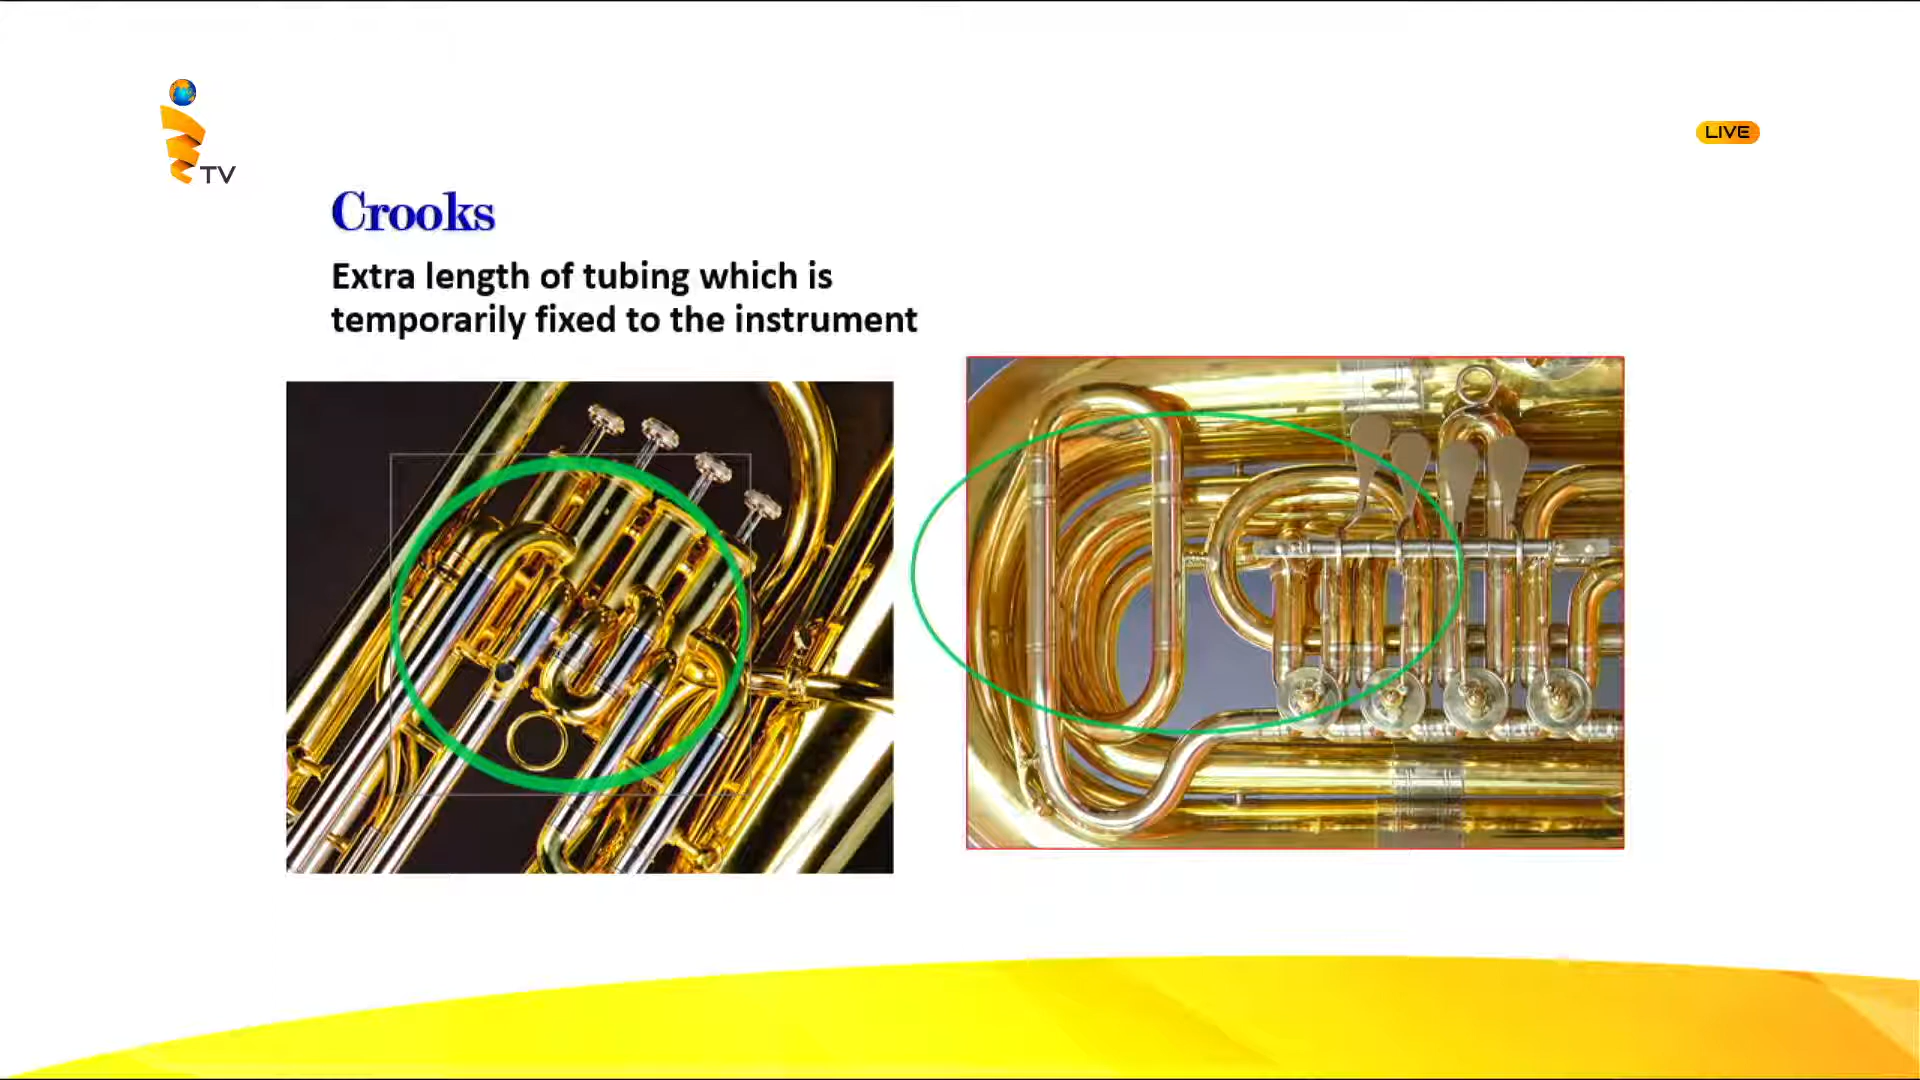 TV
LIVE
Crooks
Extra length of tubing which is
temporarily fixed to the instrument